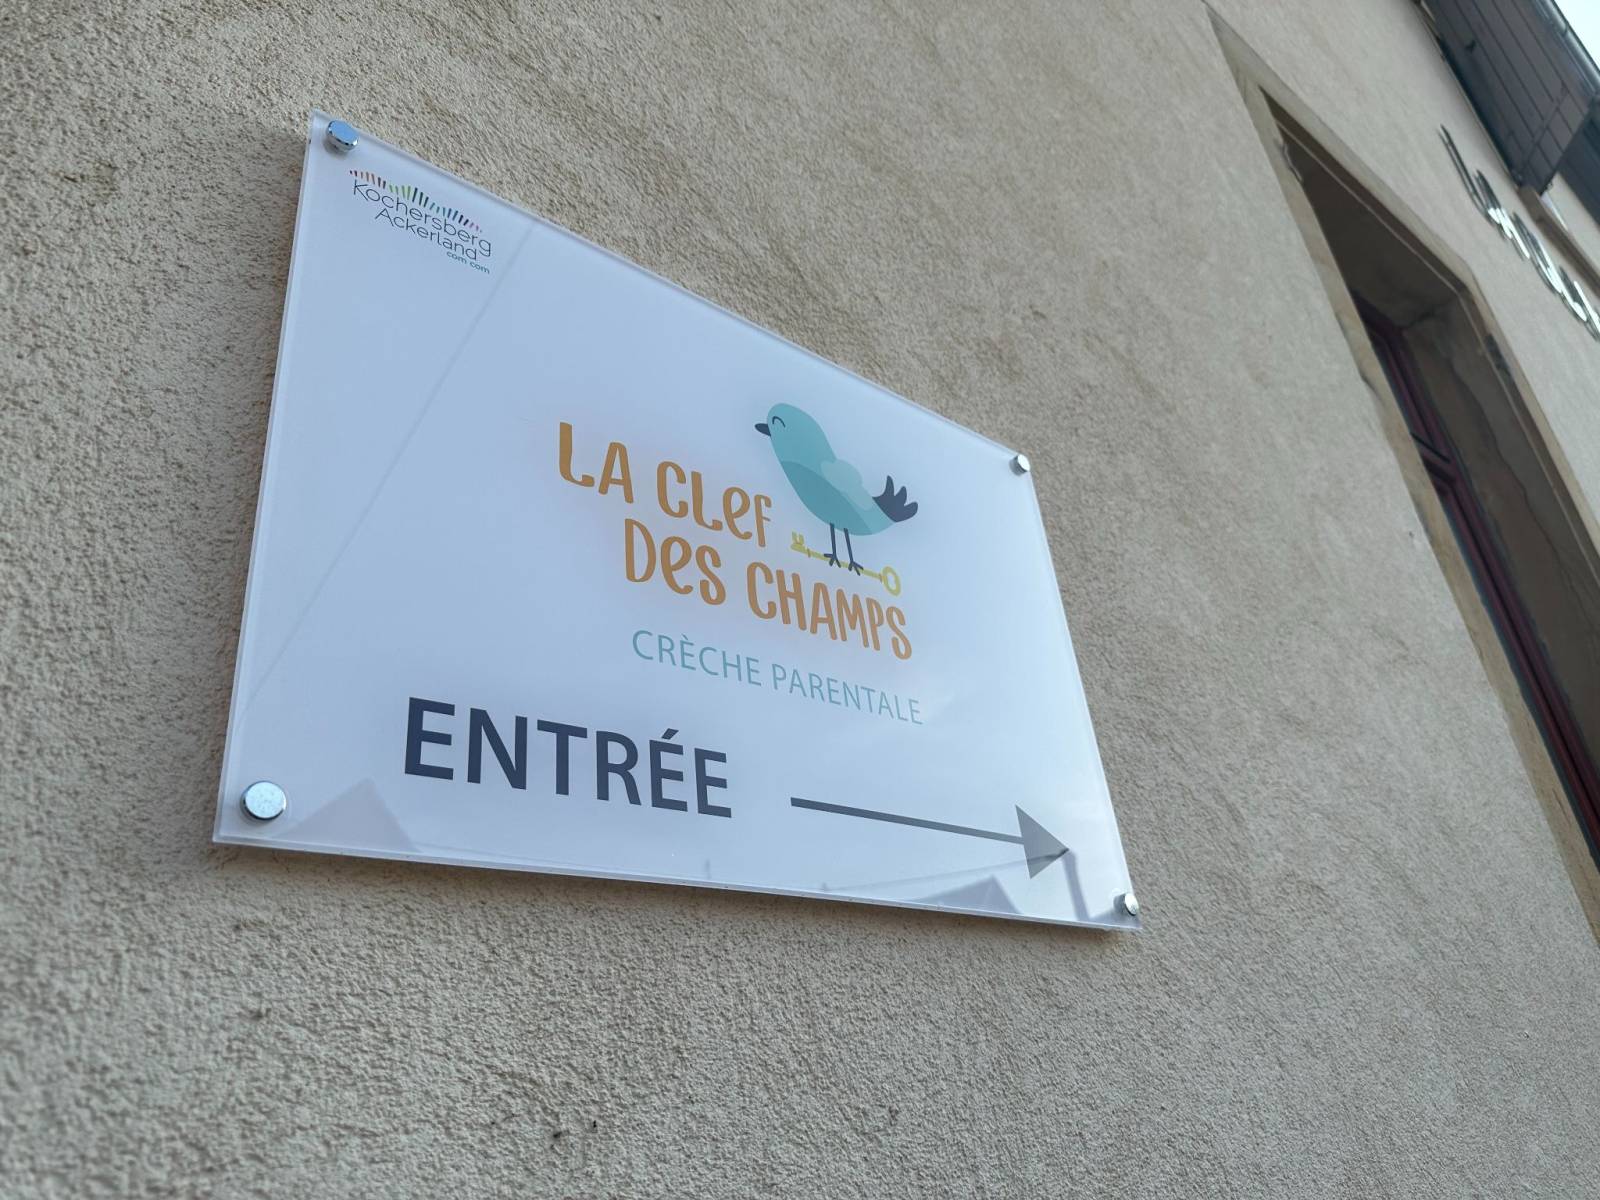 Kochersberg
Ackerland
com com
LA CLeF
DeS CHAMPS
CRÈCHE PARENTALE
ENTRÉE